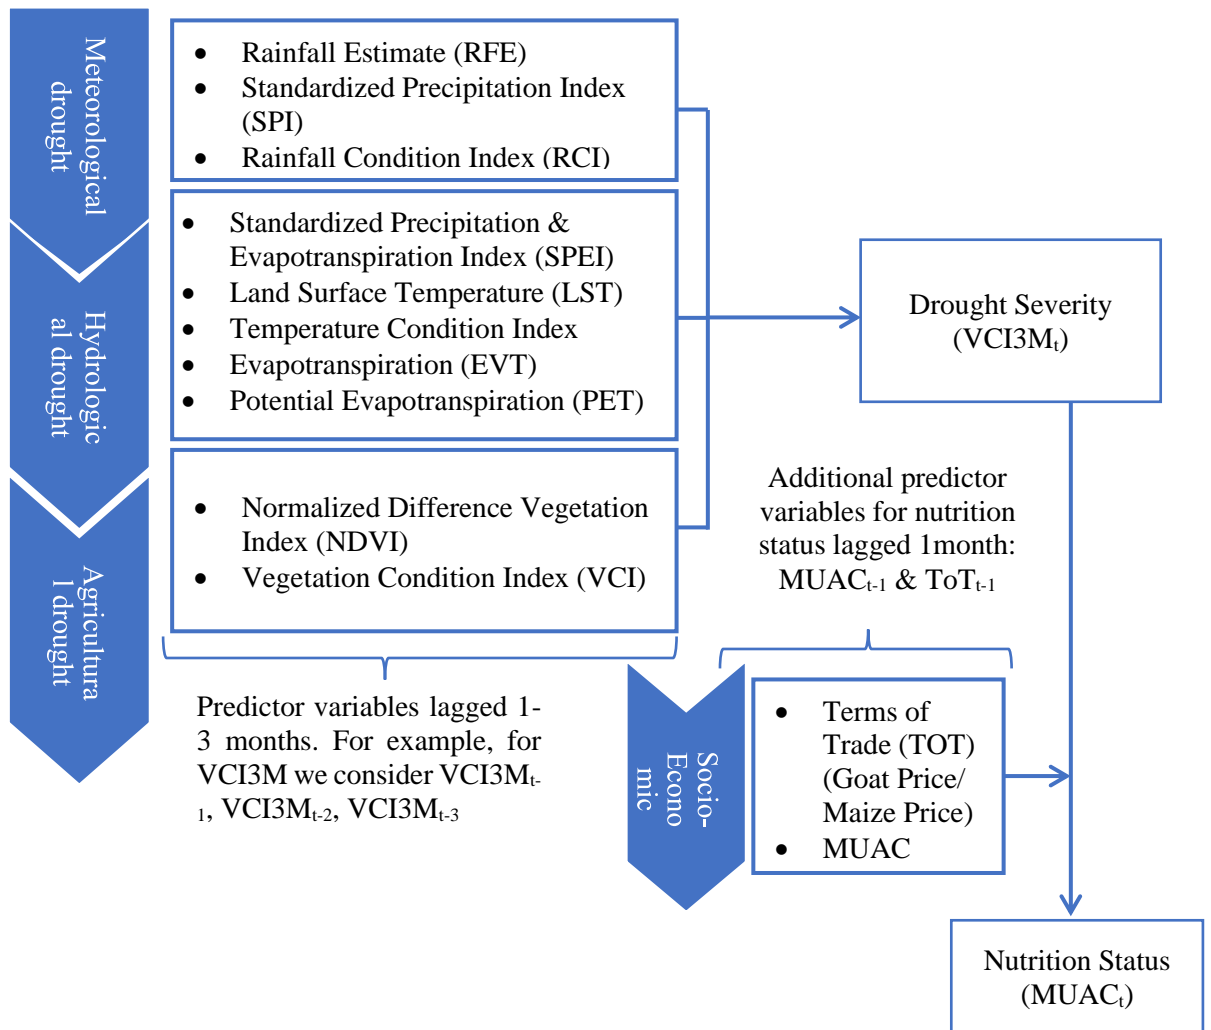 Meteorological
drought
• Rainfall Estimate (RFE)
• Standardized Precipitation Index
(SPI)
• Rainfall Condition Index (RCI)
Hydrologic
al drought
• Standardized Precipitation &
Evapotranspiration Index (SPEI)
• Land Surface Temperature (LST)
• Temperature Condition Index
• Evapotranspiration (EVT)
• Potential Evapotranspiration (PET)
Agricultura
l drought
• Normalized Difference Vegetation
Index (NDVI)
• Vegetation Condition Index (VCI)
Predictor variables lagged 1-
3 months. For example, for
VCI3M we consider VCI3Mt-
1, VCI3Mt-2, VCI3Mt-3
Drought Severity
(VCI3Mt)
Additional predictor
variables for nutrition
status lagged 1month:
MUACt-1 & ToTt-1
Socio-
Econo
mic
• Terms of
Trade (TOT)
(Goat Price/
Maize Price)
• MUAC
Nutrition Status
(MUACt)